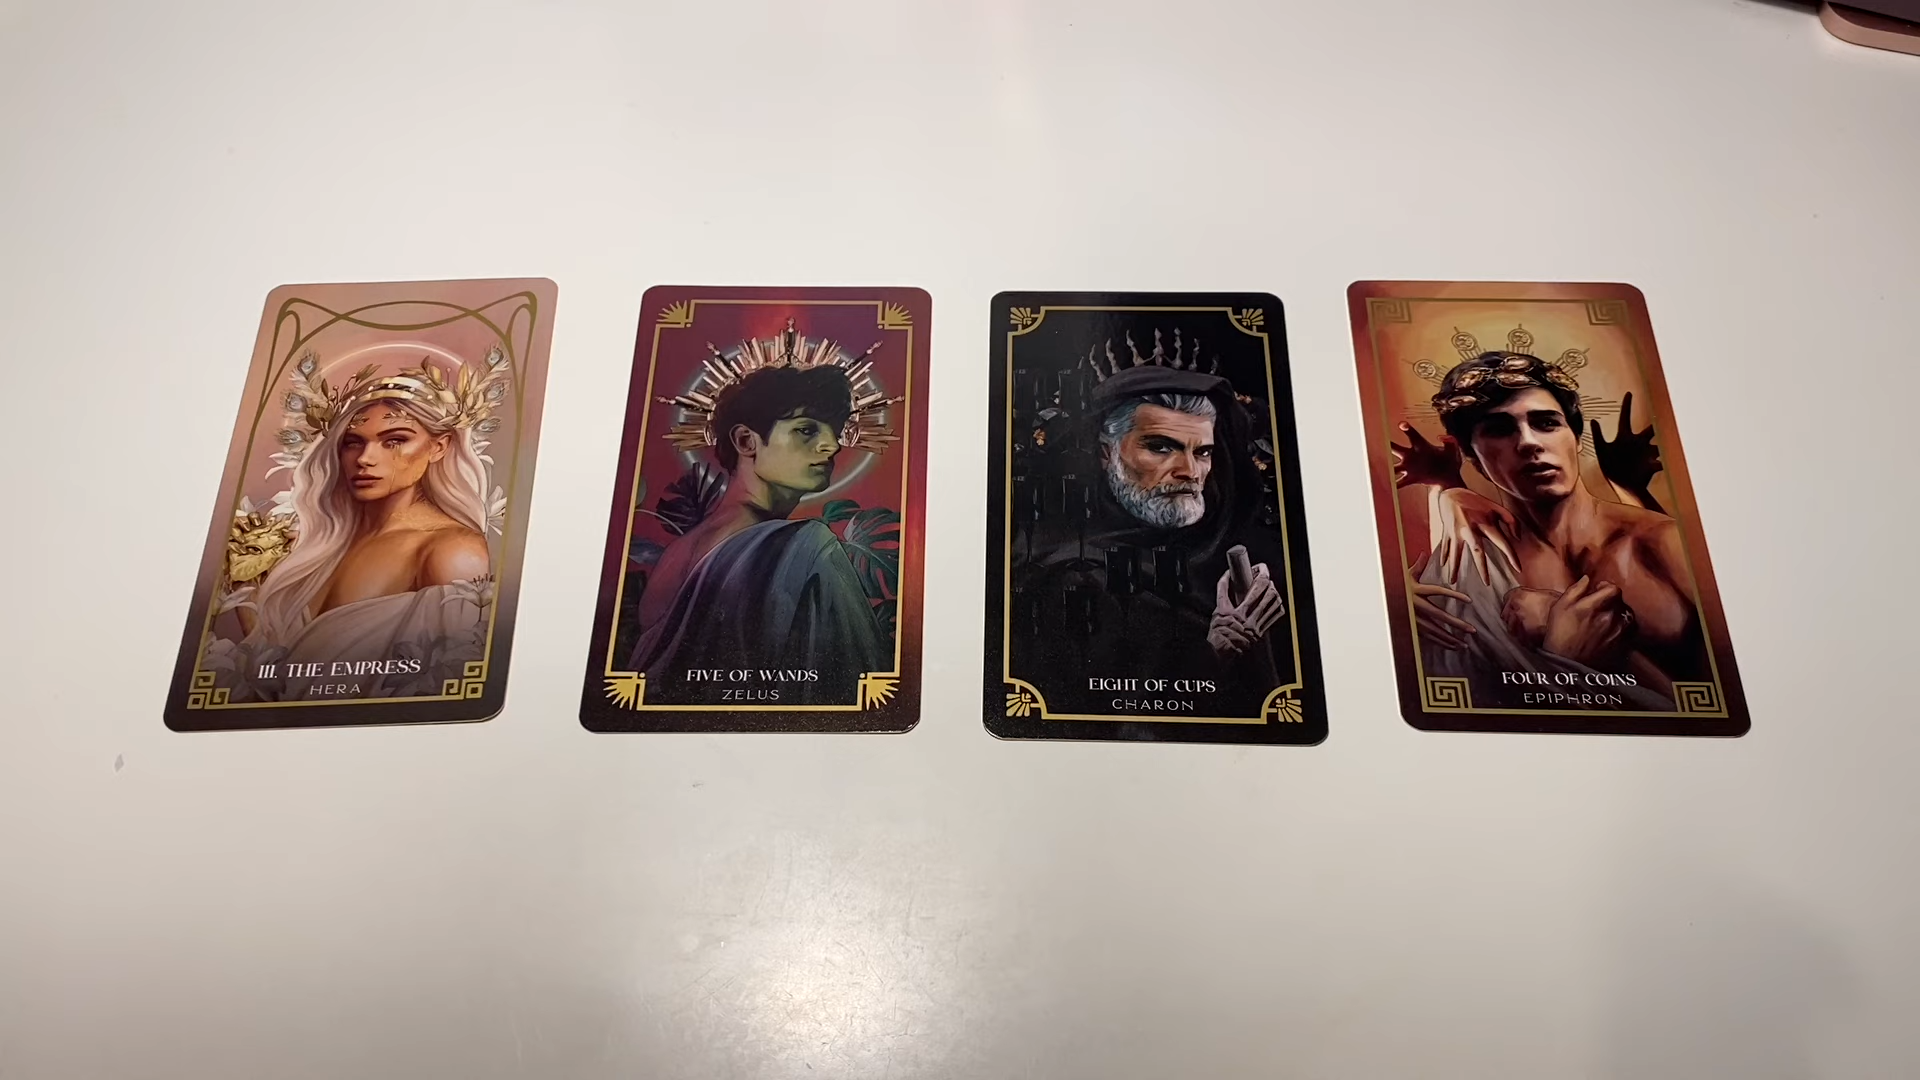 III. THE EMPRESS
HERA
FIVE OF WANDS
ZELUS
EIGHT OF CUPS
CHARON
FOUR OF COINS
EPIPHRON